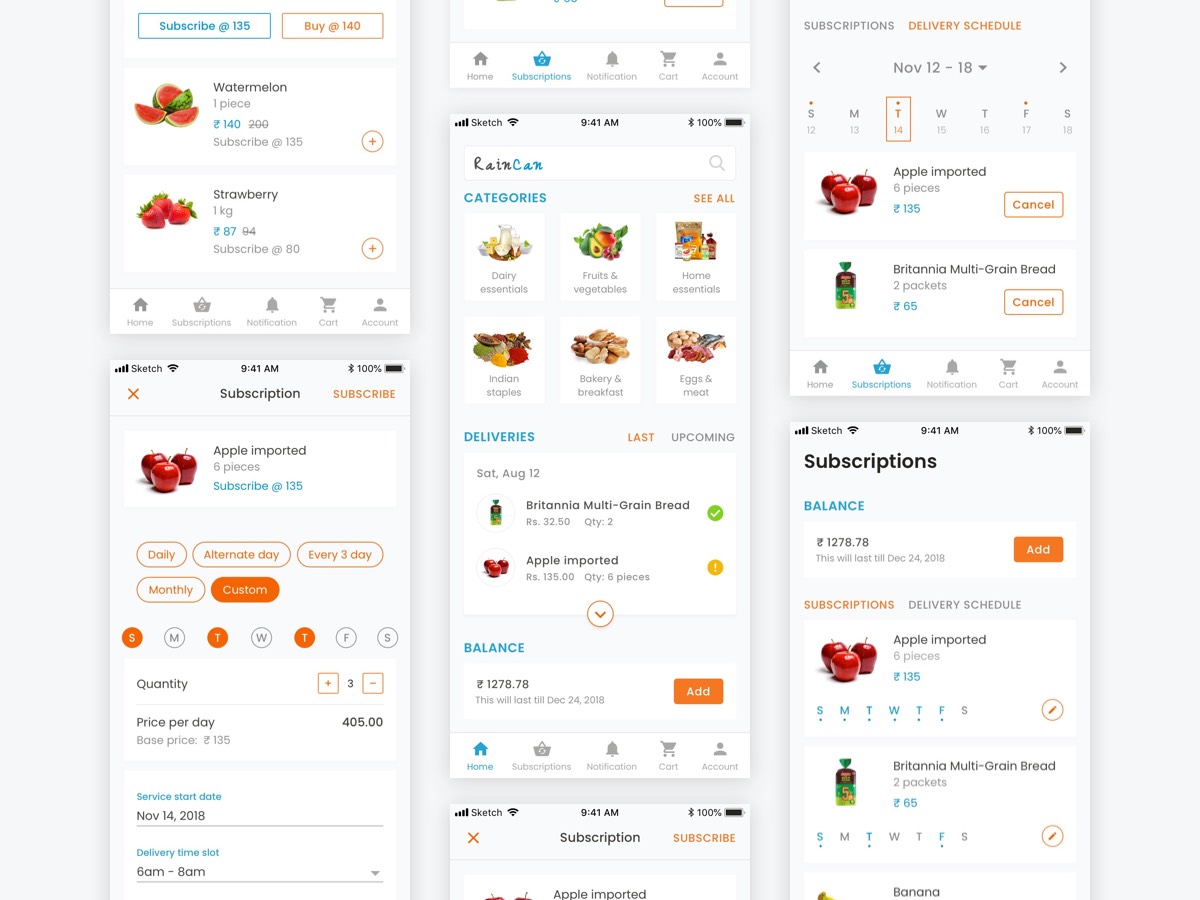 Subscribe @ 135
Buy @ 140
Watermelon
1 piece
₹ 140 200
Subscribe @ 135
Strawberry
1 kg
₹ 87 94
Subscribe @ 80
Home
Subscriptions
Notification
Cart
Account
Sketch
9:41 AM
100%
Subscription
SUBSCRIBE
Apple imported
6 pieces
Subscribe @ 135
Daily
Alternate day
Every 3 day
Monthly
Custom
S M T W T F S
Quantity
+ 3 −
Price per day
405.00
Base price: ₹ 135
Service start date
Nov 14, 2018
Delivery time slot
6am - 8am
Home
Subscriptions
Notification
Cart
Account
Sketch
9:41 AM
100%
RainCan
CATEGORIES
SEE ALL
Dairy
essentials
Fruits &
vegetables
Home
essentials
Indian
staples
Bakery &
breakfast
Eggs &
meat
DELIVERIES
LAST
UPCOMING
Sat, Aug 12
Britannia Multi-Grain Bread
Rs. 32.50 Qty: 2
Apple imported
Rs. 135.00 Qty: 6 pieces
BALANCE
₹ 1278.78
This will last till Dec 24, 2018
Add
Home
Subscriptions
Notification
Cart
Account
Sketch
9:41 AM
100%
Subscription
SUBSCRIBE
Apple imported
SUBSCRIPTIONS
DELIVERY SCHEDULE
Nov 12 - 18
S M T W T F S
12 13 14 15 16 17 18
Apple imported
6 pieces
₹ 135
Cancel
Britannia Multi-Grain Bread
2 packets
₹ 65
Cancel
Home
Subscriptions
Notification
Cart
Account
Sketch
9:41 AM
100%
Subscriptions
BALANCE
₹ 1278.78
This will last till Dec 24, 2018
Add
SUBSCRIPTIONS
DELIVERY SCHEDULE
Apple imported
6 pieces
₹ 135
S M T W T F S
Britannia Multi-Grain Bread
2 packets
₹ 65
S M T W T F S
Banana